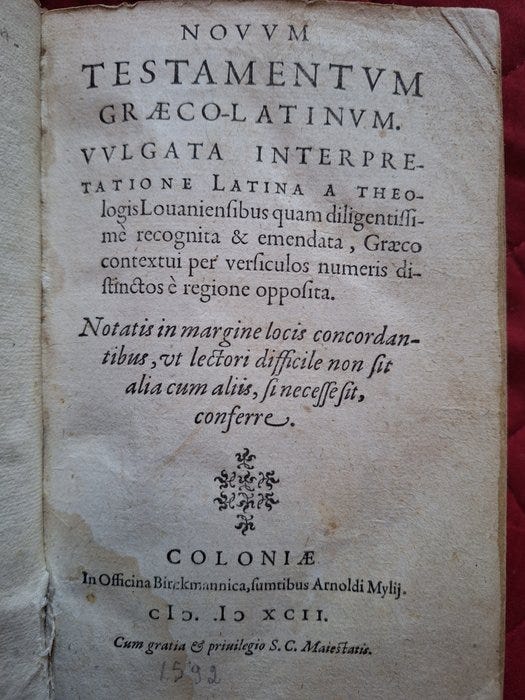 NOVVM
TESTAMENTVM
GRÆCO-LATINVM.
VVLGATA INTERPRE-
TATIONE LATINA A THEO-
logis Louaniensibus quam diligentissi-
mè recognita & emendata, Græco
contextui per versiculos numeris di-
stinctos è regione opposita.
Notatis in margine locis concordan-
tibus, vt lectori difficile non sit
alia cum aliis, si necesse sit,
conferre.
COLONIÆ
In Officina Birckmannica, sumtibus Arnoldi Mylij.
cIↄ. .Iↄ XCII.
Cum gratia & priuilegio S. C. Maiestatis.
1592